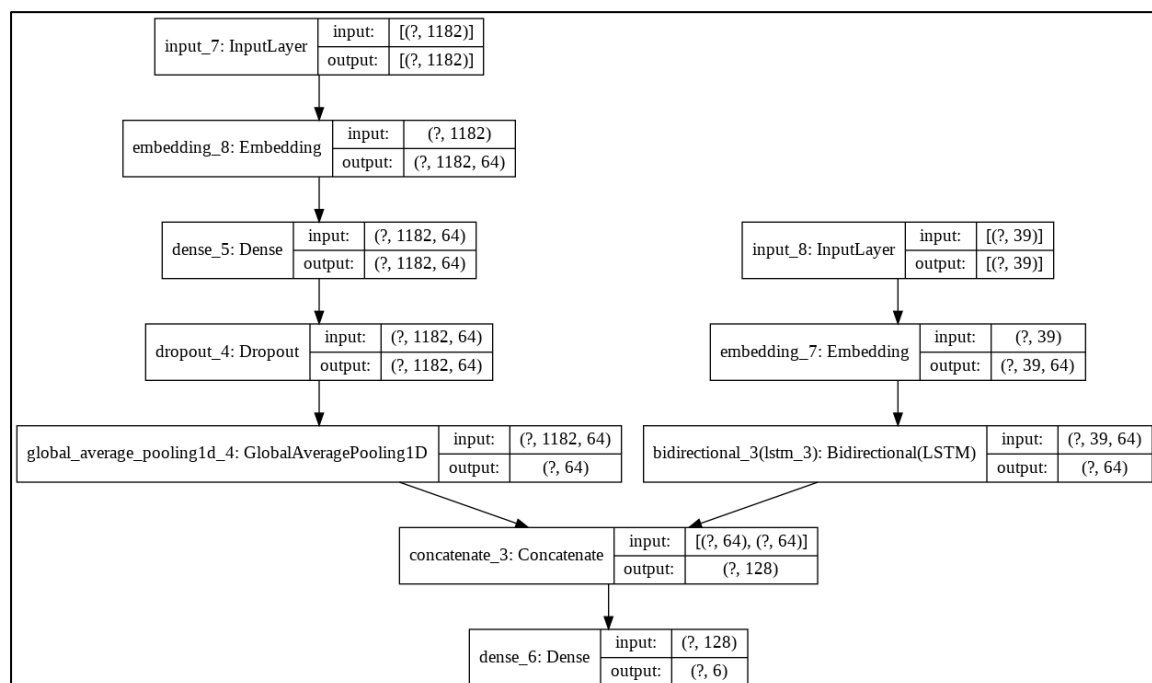 input_7: InputLayer
input: [(?, 1182)]
output: [(?, 1182)]
embedding_8: Embedding
input: (?, 1182)
output: (?, 1182, 64)
dense_5: Dense
input: (?, 1182, 64)
output: (?, 1182, 64)
input_8: InputLayer
input: [(?, 39)]
output: [(?, 39)]
dropout_4: Dropout
input: (?, 1182, 64)
output: (?, 1182, 64)
embedding_7: Embedding
input: (?, 39)
output: (?, 39, 64)
global_average_pooling1d_4: GlobalAveragePooling1D
input: (?, 1182, 64)
output: (?, 64)
bidirectional_3(lstm_3): Bidirectional(LSTM)
input: (?, 39, 64)
output: (?, 64)
concatenate_3: Concatenate
input: [(?, 64), (?, 64)]
output: (?, 128)
dense_6: Dense
input: (?, 128)
output: (?, 6)